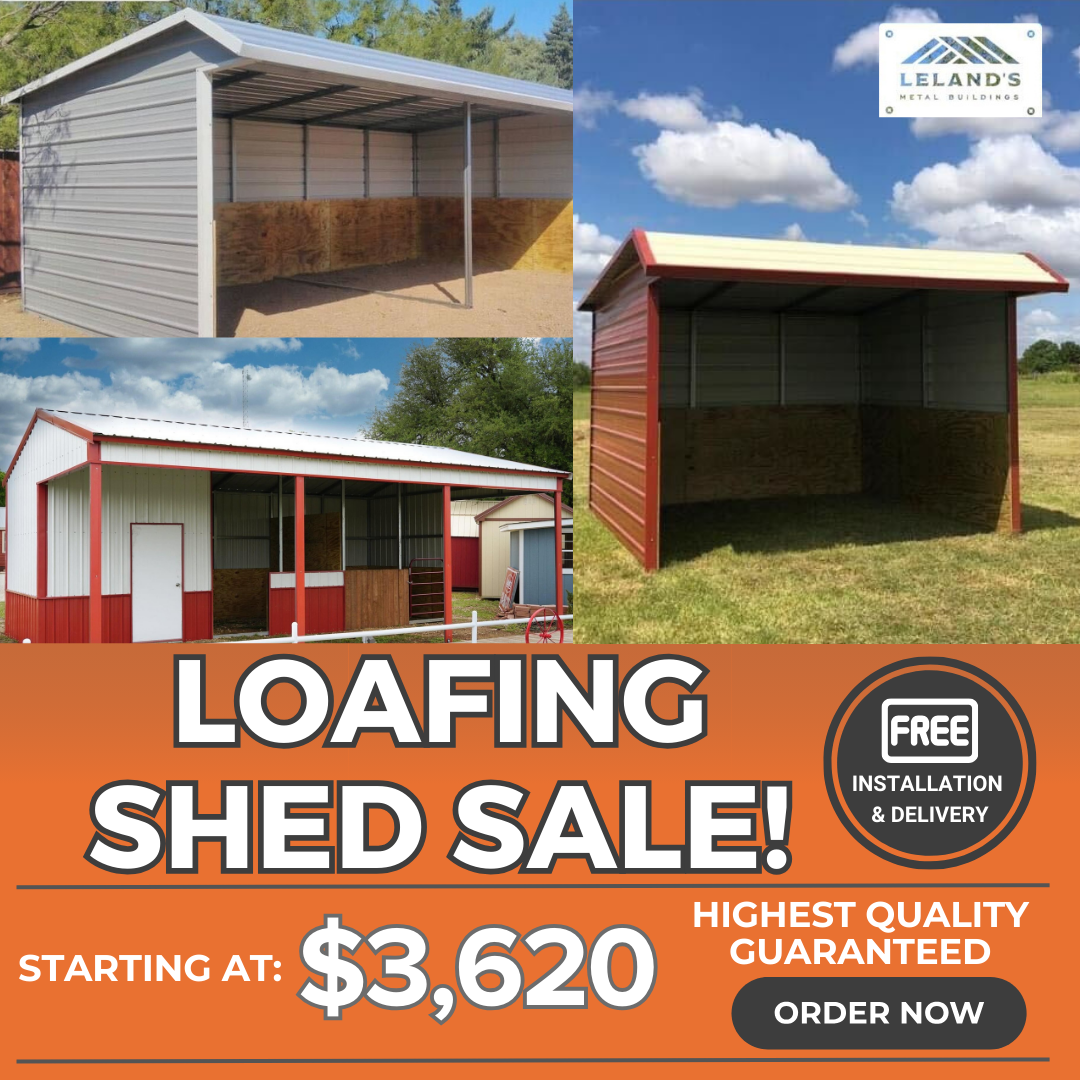 LELAND'S
METAL BUILDINGS
LOAFING
SHED SALE!
FREE
INSTALLATION
& DELIVERY
STARTING AT: $3,620
HIGHEST QUALITY
GUARANTEED
ORDER NOW